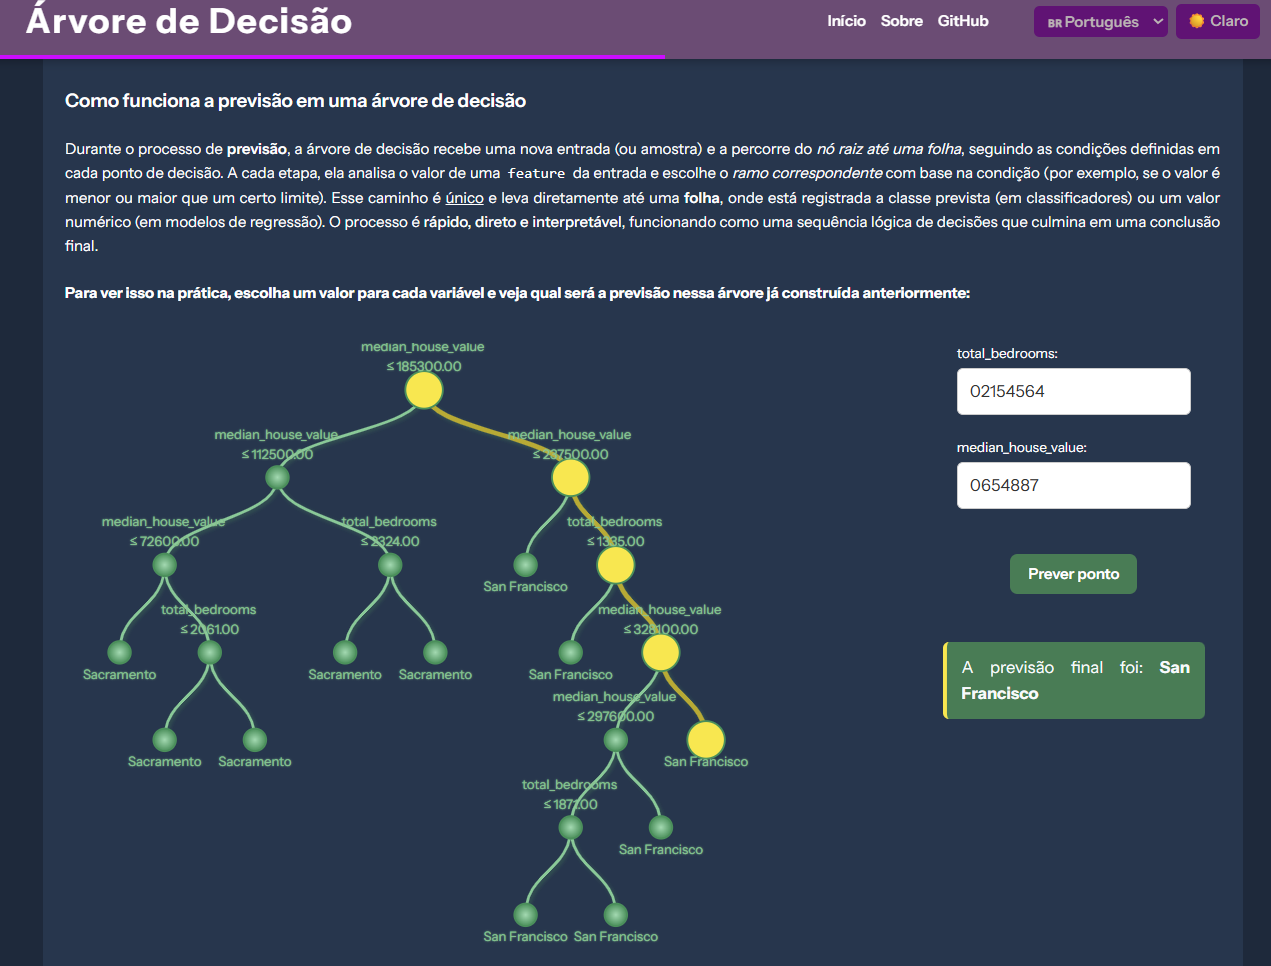 Árvore de Decisão
Início Sobre GitHub
BR Português
Claro
Como funciona a previsão em uma árvore de decisão
Durante o processo de previsão, a árvore de decisão recebe uma nova entrada (ou amostra) e a percorre do nó raiz até uma folha, seguindo as condições definidas em
cada ponto de decisão. A cada etapa, ela analisa o valor de uma feature da entrada e escolhe o ramo correspondente com base na condição (por exemplo, se o valor é
menor ou maior que um certo limite). Esse caminho é único e leva diretamente até uma folha, onde está registrada a classe prevista (em classificadores) ou um valor
numérico (em modelos de regressão). O processo é rápido, direto e interpretável, funcionando como uma sequência lógica de decisões que culmina em uma conclusão
final.
Para ver isso na prática, escolha um valor para cada variável e veja qual será a previsão nessa árvore já construída anteriormente:
median_house_value
≤ 185300.00
median_house_value
≤ 112500.00
median_house_value
median_house_value
≤ 72600.00
total_bedrooms
≤ 2324.00
total_bedrooms
San Francisco
total_bedrooms
≤ 2061.00
median_house_value
≤ 328100.00
Sacramento
Sacramento
Sacramento
San Francisco
median_house_value
≤ 297600.00
Sacramento
Sacramento
San Francisco
total_bedrooms
San Francisco
San Francisco
San Francisco
total_bedrooms:
02154564
median_house_value:
0654887
Prever ponto
A previsão final foi: San
Francisco